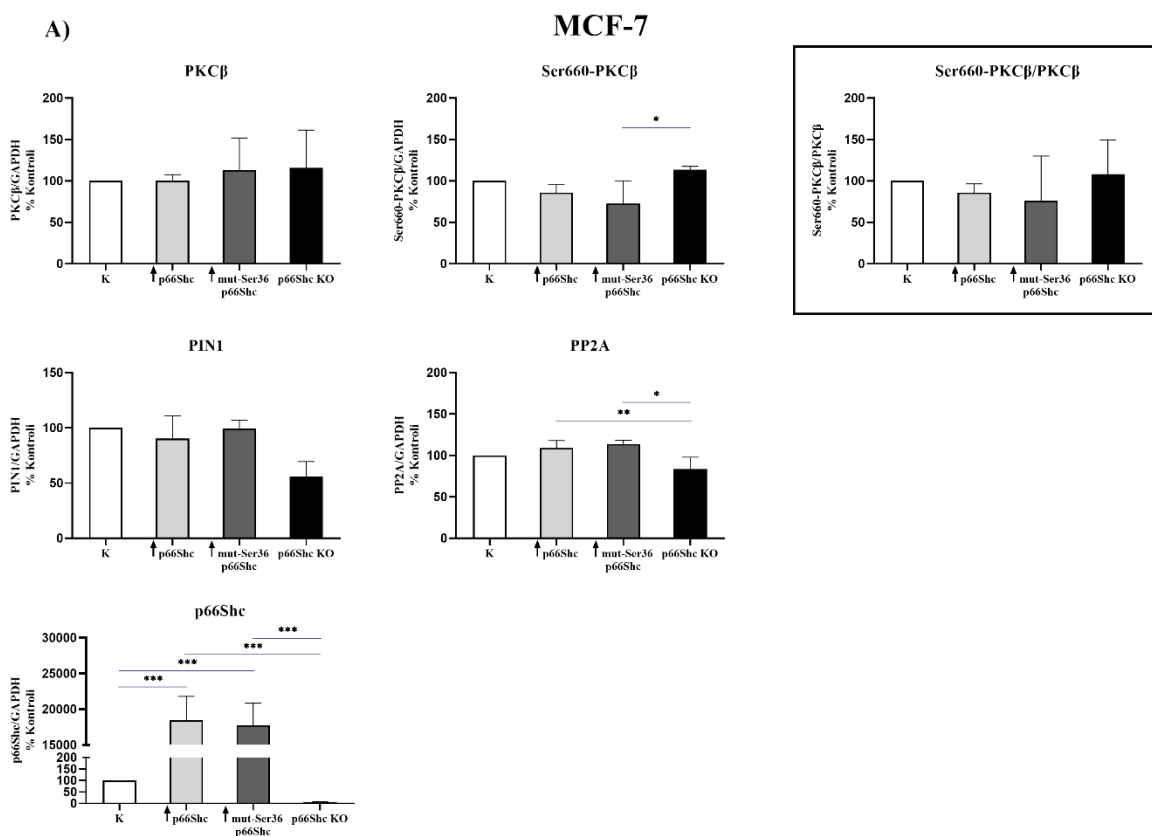 A)
MCF-7
PKCβ
PKCβ/GAPDH
% Kontroli
200
150
100
50
0
K
↑p66Shc
↑mut-Ser36
p66Shc
p66Shc KO
Ser660-PKCβ
Ser660-PKCβ/GAPDH
% Kontroli
200
150
100
50
0
*
K
↑p66Shc
↑mut-Ser36
p66Shc
p66Shc KO
Ser660-PKCβ/PKCβ
Ser660-PKCβ/PKCβ
% Kontroli
200
150
100
50
0
K
↑p66Shc
↑mut-Ser36
p66Shc
p66Shc KO
PIN1
PIN1/GAPDH
% Kontroli
150
100
50
0
K
↑p66Shc
↑mut-Ser36
p66Shc
p66Shc KO
PP2A
PP2A/GAPDH
% Kontroli
200
150
100
50
0
*
**
K
↑p66Shc
↑mut-Ser36
p66Shc
p66Shc KO
p66Shc
p66Shc/GAPDH
% Kontroli
30000
25000
20000
15000
200
150
100
50
0
***
***
***
***
K
↑p66Shc
↑mut-Ser36
p66Shc
p66Shc KO